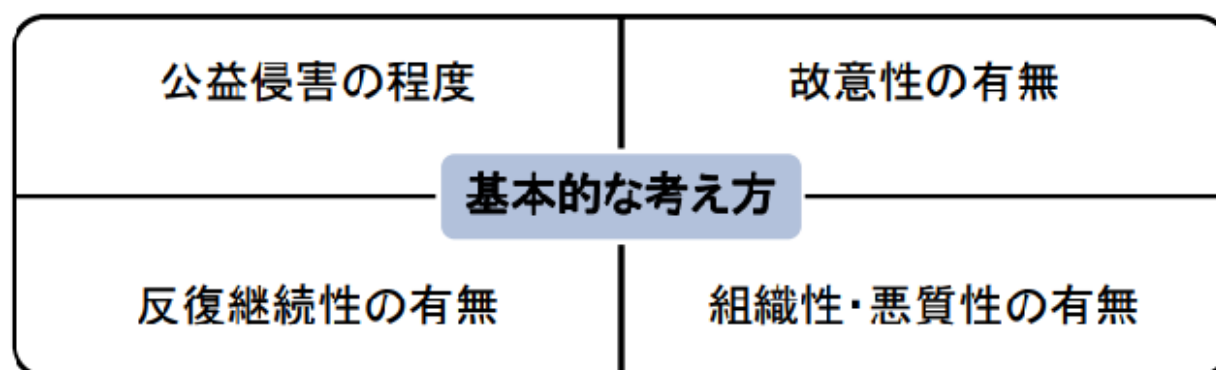 公益侵害の程度
故意性の有無
基本的な考え方
反復継続性の有無
組織性・悪質性の有無